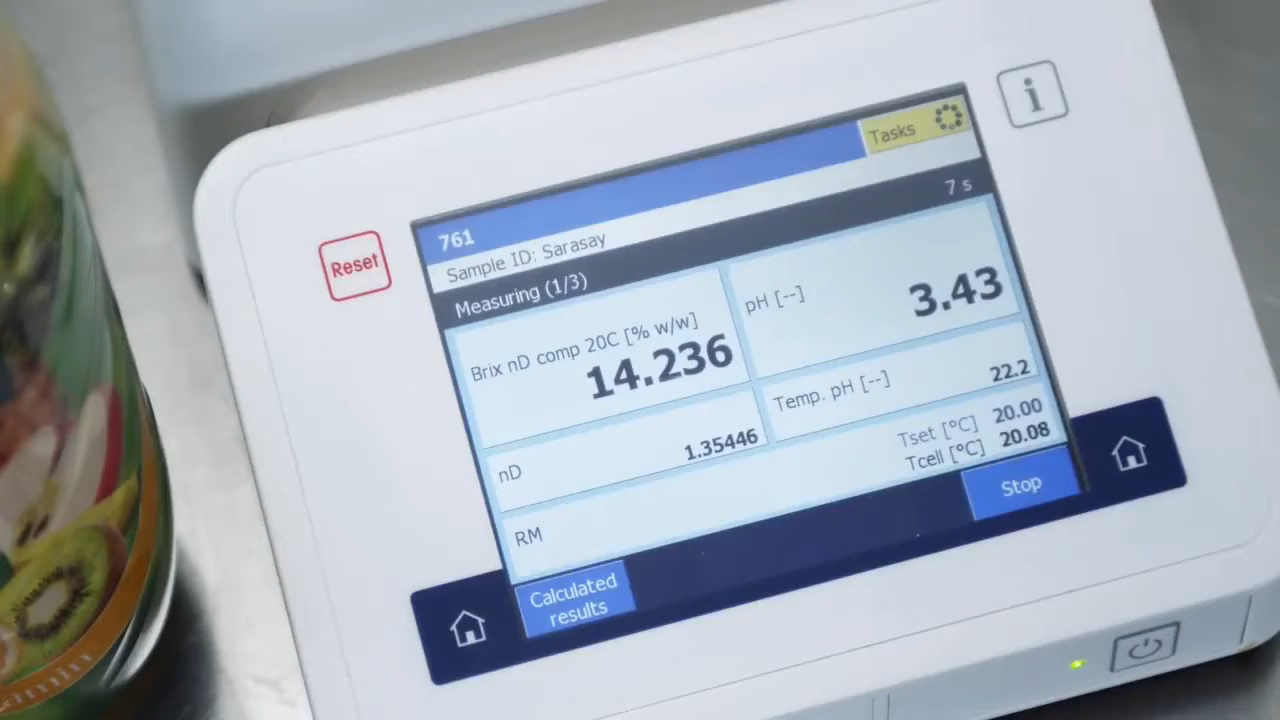 Tasks
761
Sample ID: Sarasay
7 s
Measuring (1/3)
Brix nD comp 20C [% w/w]
14.236
pH [--]
3.43
Temp. pH [--] 22.2
nD 1.35446
Tset [°C] 20.00
Tcell [°C] 20.08
RM
Stop
Calculated
results
Reset
i